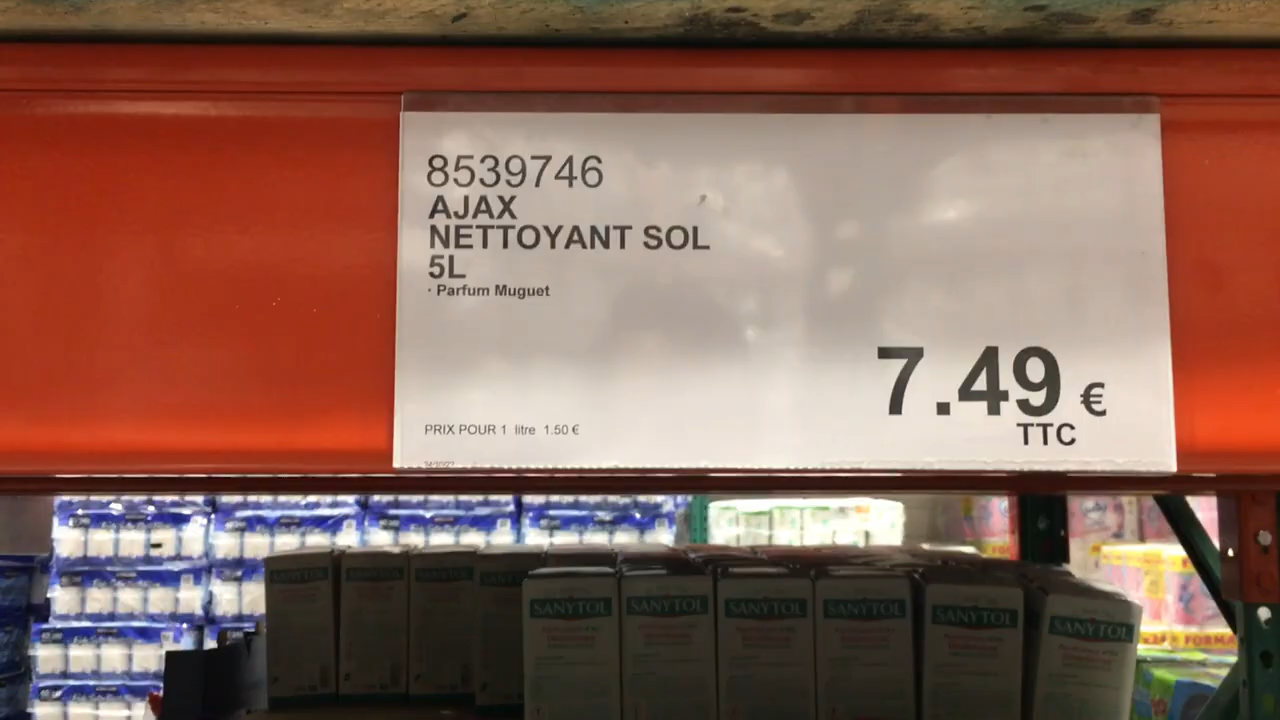 8539746
AJAX
NETTOYANT SOL
5L
· Parfum Muguet
7.49 €
TTC
PRIX POUR 1 litre 1.50 €
SANYTOL SANYTOL SANYTOL SANYTOL SANYTOL SANYTOL